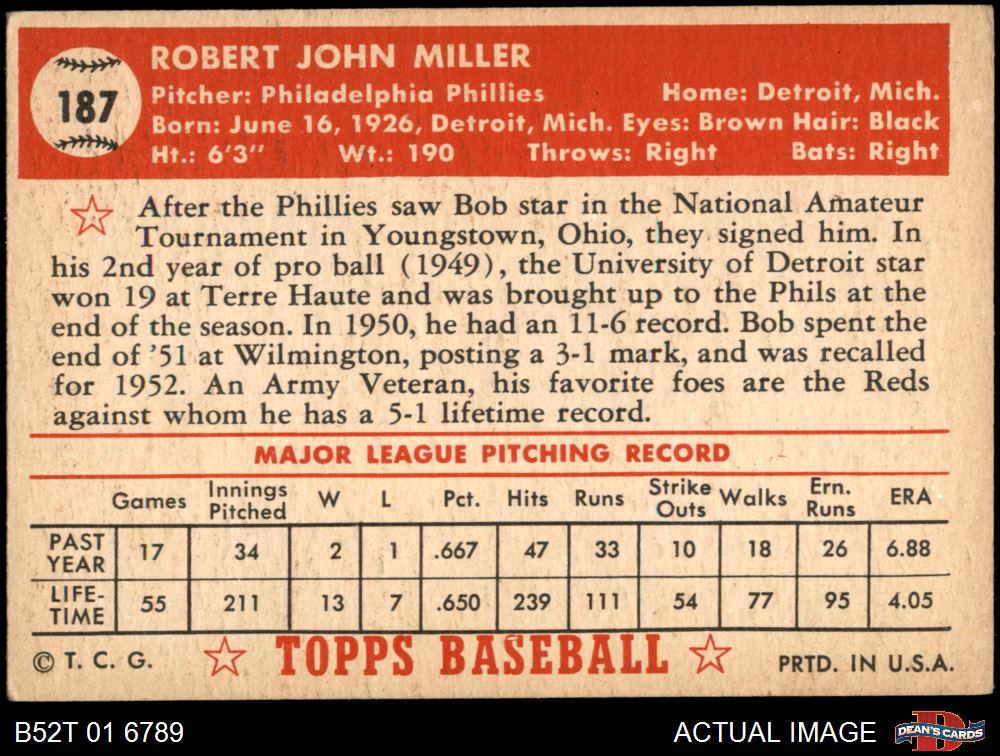 187
ROBERT JOHN MILLER
Pitcher: Philadelphia Phillies Home: Detroit, Mich.
Born: June 16, 1926, Detroit, Mich. Eyes: Brown Hair: Black
Ht.: 6'3" Wt.: 190 Throws: Right Bats: Right
After the Phillies saw Bob star in the National Amateur
Tournament in Youngstown, Ohio, they signed him. In
his 2nd year of pro ball (1949), the University of Detroit star
won 19 at Terre Haute and was brought up to the Phils at the
end of the season. In 1950, he had an 11-6 record. Bob spent the
end of '51 at Wilmington, posting a 3-1 mark, and was recalled
for 1952. An Army Veteran, his favorite foes are the Reds
against whom he has a 5-1 lifetime record.
MAJOR LEAGUE PITCHING RECORD
Games Innings Pitched W L Pct. Hits Runs Strike Outs Walks Ern. Runs ERA
PAST YEAR 17 34 2 1 .667 47 33 10 18 26 6.88
LIFE-TIME 55 211 13 7 .650 239 111 54 77 95 4.05
© T. C. G. TOPPS BASEBALL PRTD. IN U.S.A.
B52T 01 6789 ACTUAL IMAGE DEAN'S CARDS